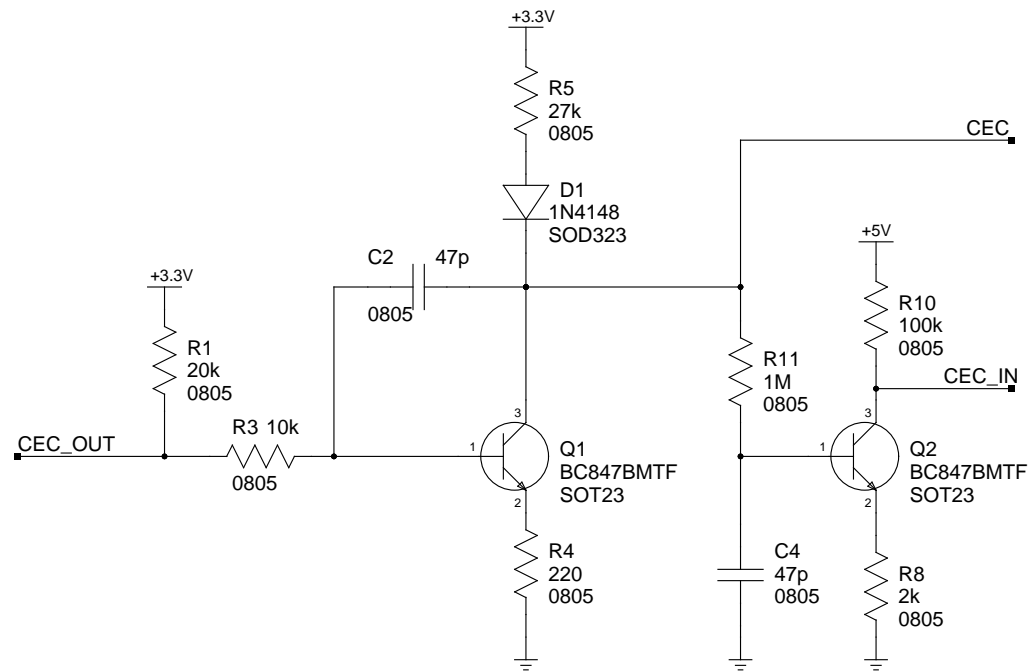 +3.3V
R5
27k
0805
CEC
D1
1N4148
SOD323
+5V
C2 47p
0805
+3.3V
R10
100k
0805
R1
20k
0805
R11
1M
0805
CEC_IN
R3 10k
0805
CEC_OUT
1
3
2
Q1
BC847BMTF
SOT23
1
3
2
Q2
BC847BMTF
SOT23
R4
220
0805
C4
47p
0805
R8
2k
0805